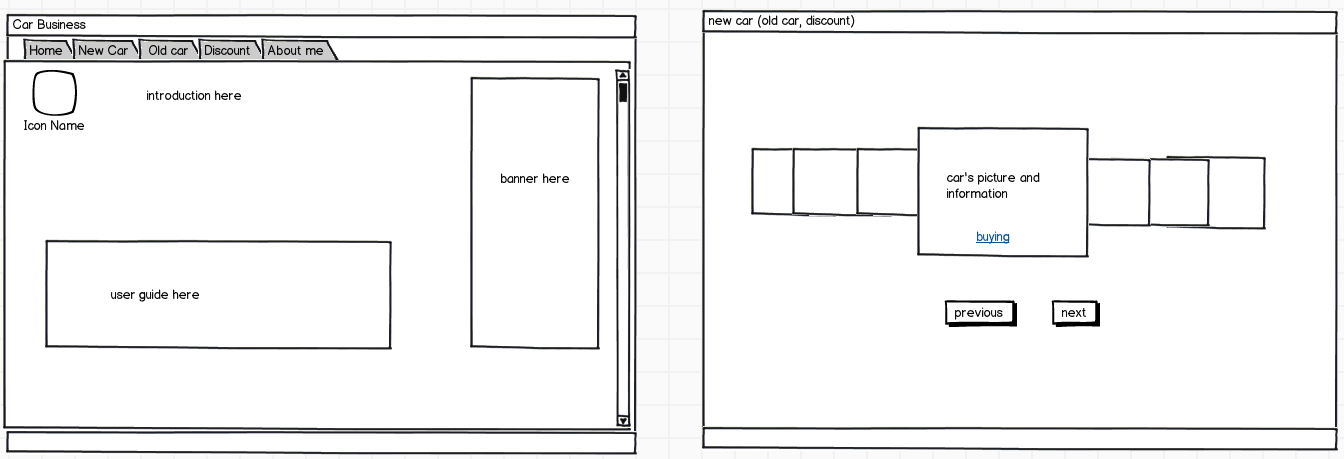 Car Business
Home New Car Old car Discount About me
introduction here
Icon Name
banner here
user guide here
new car (old car, discount)
car's picture and
information
buying
previous next